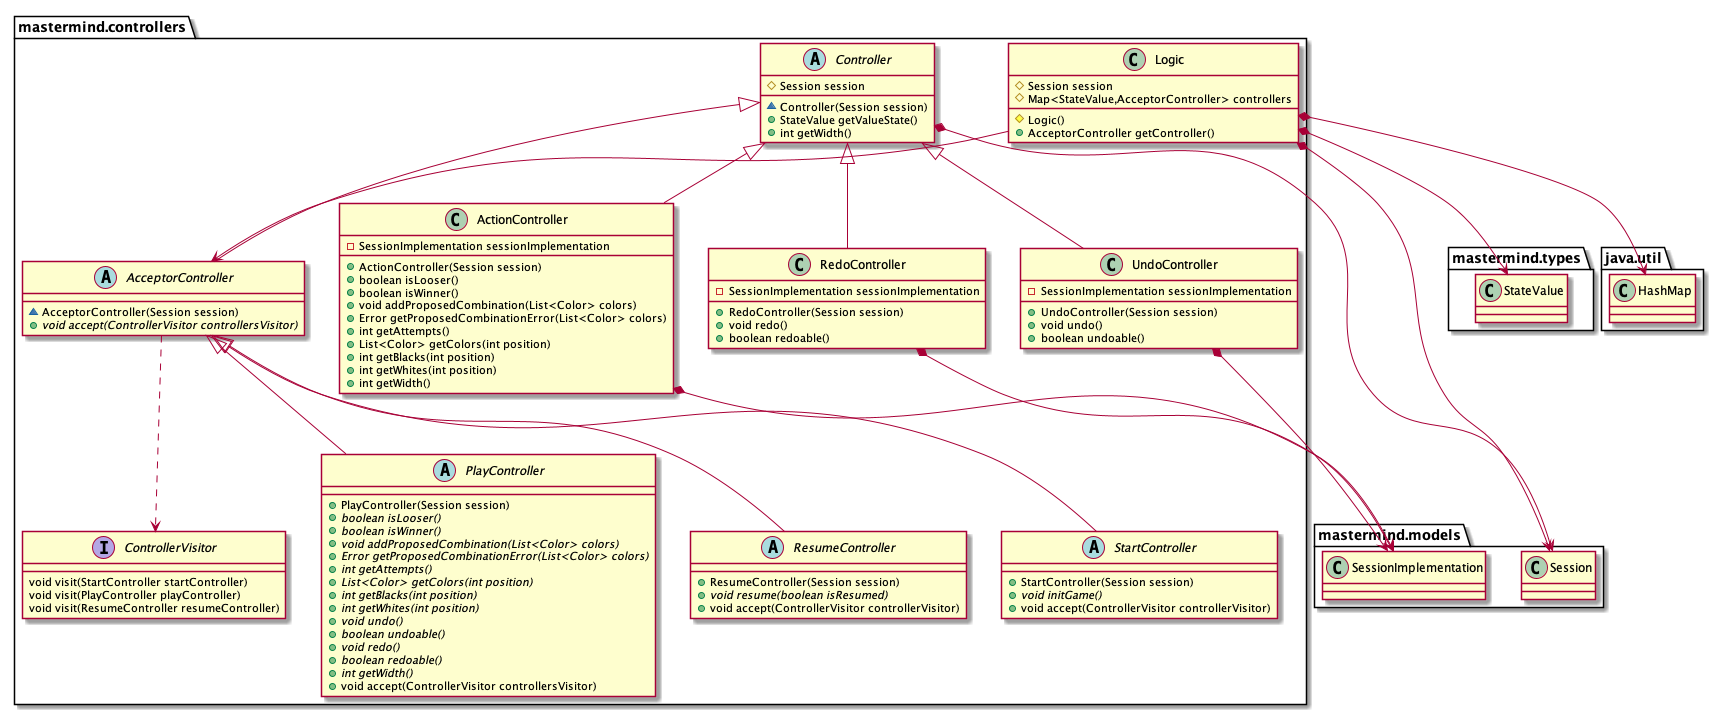 mastermind.controllers
A Controller
Session session
Controller(Session session)
StateValue getValueState()
int getWidth()
C Logic
Session session
Map<StateValue,AcceptorController> controllers
Logic()
AcceptorController getController()
A AcceptorController
AcceptorController(Session session)
void accept(ControllerVisitor controllersVisitor)
C ActionController
SessionImplementation sessionImplementation
ActionController(Session session)
boolean isLooser()
boolean isWinner()
void addProposedCombination(List<Color> colors)
Error getProposedCombinationError(List<Color> colors)
int getAttempts()
List<Color> getColors(int position)
int getBlacks(int position)
int getWhites(int position)
int getWidth()
C RedoController
SessionImplementation sessionImplementation
RedoController(Session session)
void redo()
boolean redoable()
C UndoController
SessionImplementation sessionImplementation
UndoController(Session session)
void undo()
boolean undoable()
mastermind.types
C StateValue
java.util
C HashMap
I ControllerVisitor
void visit(StartController startController)
void visit(PlayController playController)
void visit(ResumeController resumeController)
A PlayController
PlayController(Session session)
boolean isLooser()
boolean isWinner()
void addProposedCombination(List<Color> colors)
Error getProposedCombinationError(List<Color> colors)
int getAttempts()
List<Color> getColors(int position)
int getBlacks(int position)
int getWhites(int position)
void undo()
boolean undoable()
void redo()
boolean redoable()
int getWidth()
void accept(ControllerVisitor controllersVisitor)
A ResumeController
ResumeController(Session session)
void resume(boolean isResumed)
void accept(ControllerVisitor controllerVisitor)
A StartController
StartController(Session session)
void initGame()
void accept(ControllerVisitor controllerVisitor)
mastermind.models
C SessionImplementation
C Session